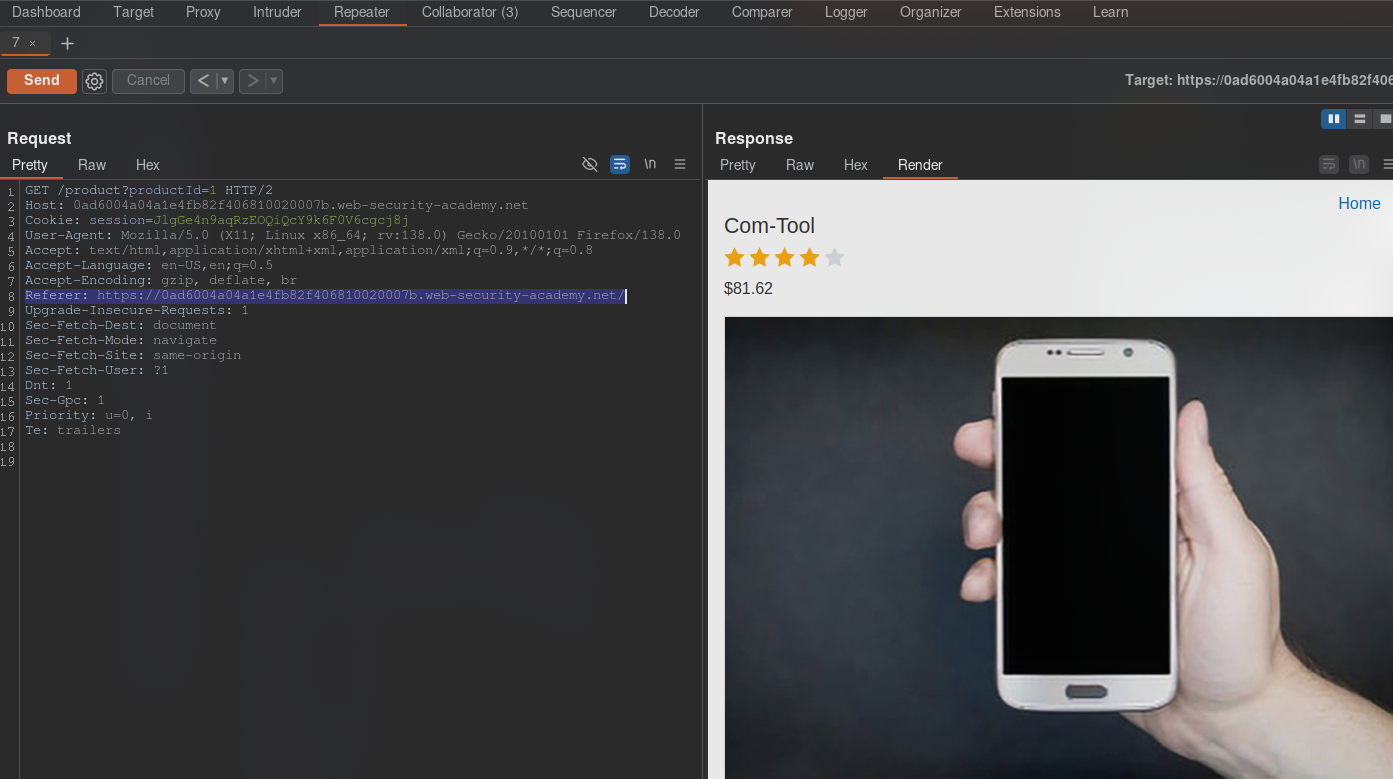 Dashboard Target Proxy Intruder Repeater Collaborator (3) Sequencer Decoder Comparer Logger Organizer Extensions Learn
7 × +
Send Cancel < | ▾ > | ▾ Target: https://0ad6004a04a1e4fb82f406
Request
Pretty Raw Hex \n
1 GET /product?productId=1 HTTP/2
2 Host: 0ad6004a04a1e4fb82f406810020007b.web-security-academy.net
3 Cookie: session=JlgGe4n9aqRzEOQiQcY9k6F0V6cgcj8j
4 User-Agent: Mozilla/5.0 (X11; Linux x86_64; rv:138.0) Gecko/20100101 Firefox/138.0
5 Accept: text/html,application/xhtml+xml,application/xml;q=0.9,*/*;q=0.8
6 Accept-Language: en-US,en;q=0.5
7 Accept-Encoding: gzip, deflate, br
8 Referer: https://0ad6004a04a1e4fb82f406810020007b.web-security-academy.net/
9 Upgrade-Insecure-Requests: 1
10 Sec-Fetch-Dest: document
11 Sec-Fetch-Mode: navigate
12 Sec-Fetch-Site: same-origin
13 Sec-Fetch-User: ?1
14 Dnt: 1
15 Sec-Gpc: 1
16 Priority: u=0, i
17 Te: trailers
18
19
Response
Pretty Raw Hex Render \n
Home
Com-Tool
$81.62